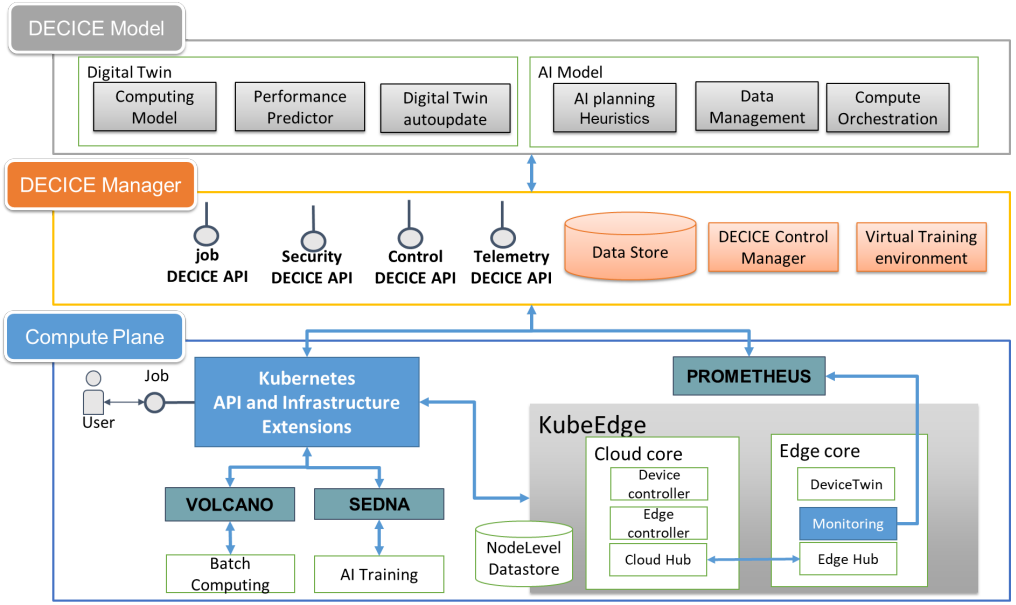 DECICE Model
Digital Twin
Computing
Model
Performance
Predictor
Digital Twin
autoupdate
AI Model
AI planning
Heuristics
Data
Management
Compute
Orchestration
DECICE Manager
job
DECICE API
Security
DECICE API
Control
DECICE API
Telemetry
DECICE API
Data Store
DECICE Control
Manager
Virtual Training
environment
Compute Plane
User
Job
Kubernetes
API and Infrastructure
Extensions
PROMETHEUS
VOLCANO
SEDNA
Batch
Computing
AI Training
KubeEdge
NodeLevel
Datastore
Cloud core
Device
controller
Edge
controller
Cloud Hub
Edge core
DeviceTwin
Monitoring
Edge Hub